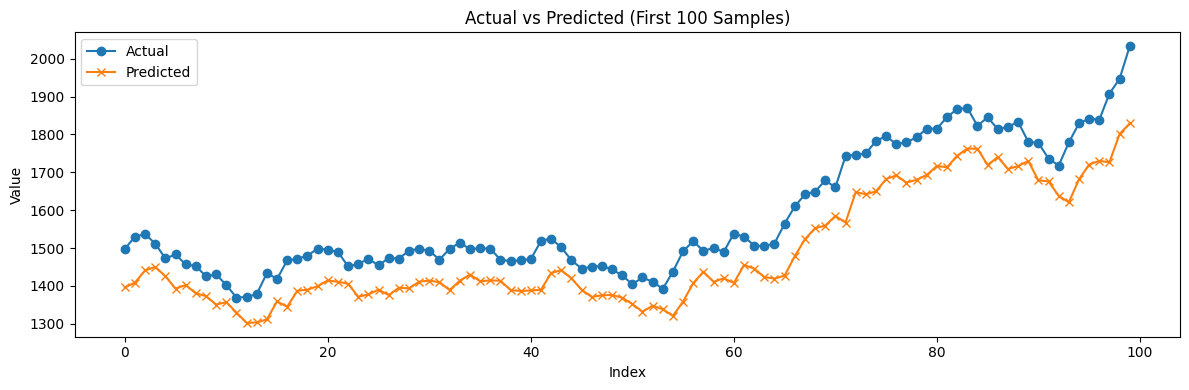 Actual vs Predicted (First 100 Samples)
Actual
Predicted
2000
1900
1800
1700
1600
1500
1400
1300
Value
0
20
40
60
80
100
Index